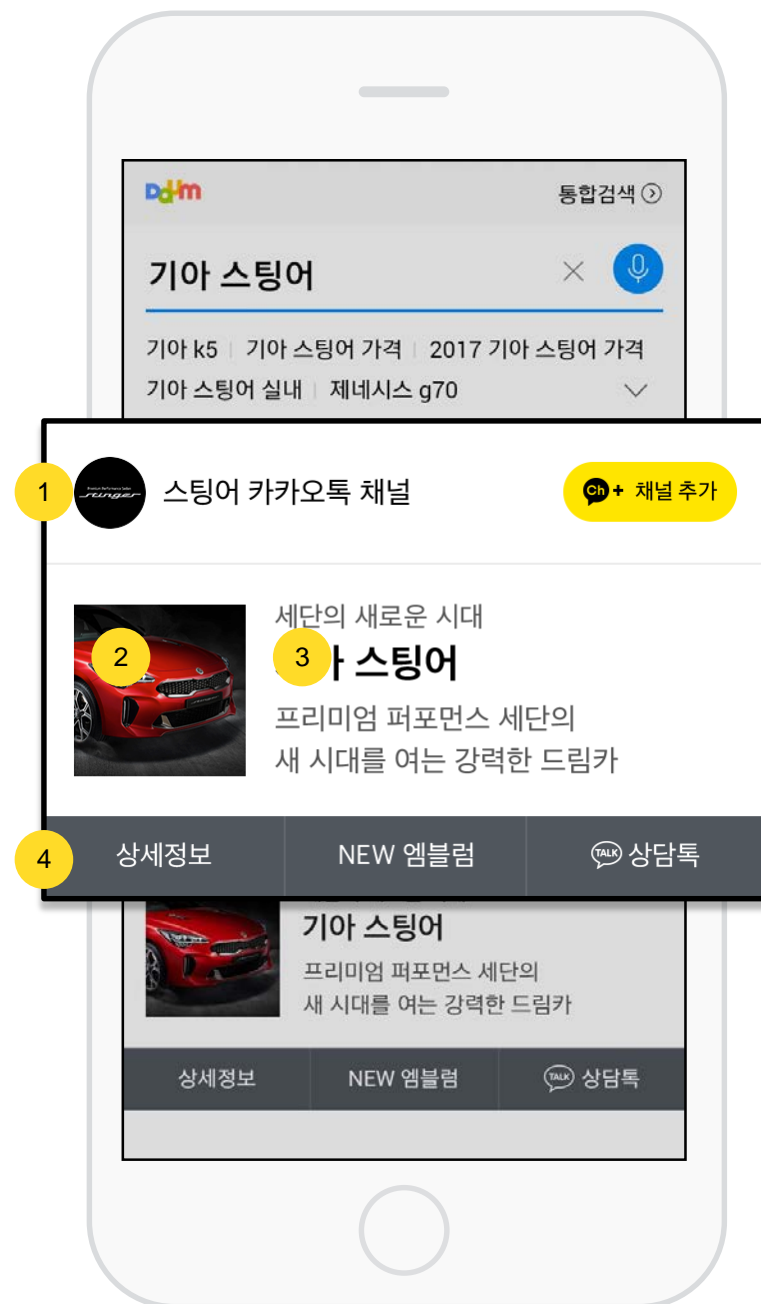 Daum
통합검색
기아 스팅어
기아 k5 기아 스팅어 가격 2017 기아 스팅어 가격
기아 스팅어 실내 제네시스 g70
1 stinger 스팅어 카카오톡 채널 Ch+ 채널 추가
세단의 새로운 시대
2 3 아 스팅어
프리미엄 퍼포먼스 세단의
새 시대를 여는 강력한 드림카
4 상세정보 NEW 엠블럼 TALK 상담톡
기아 스팅어
프리미엄 퍼포먼스 세단의
새 시대를 여는 강력한 드림카
상세정보 NEW 엠블럼 TALK 상담톡